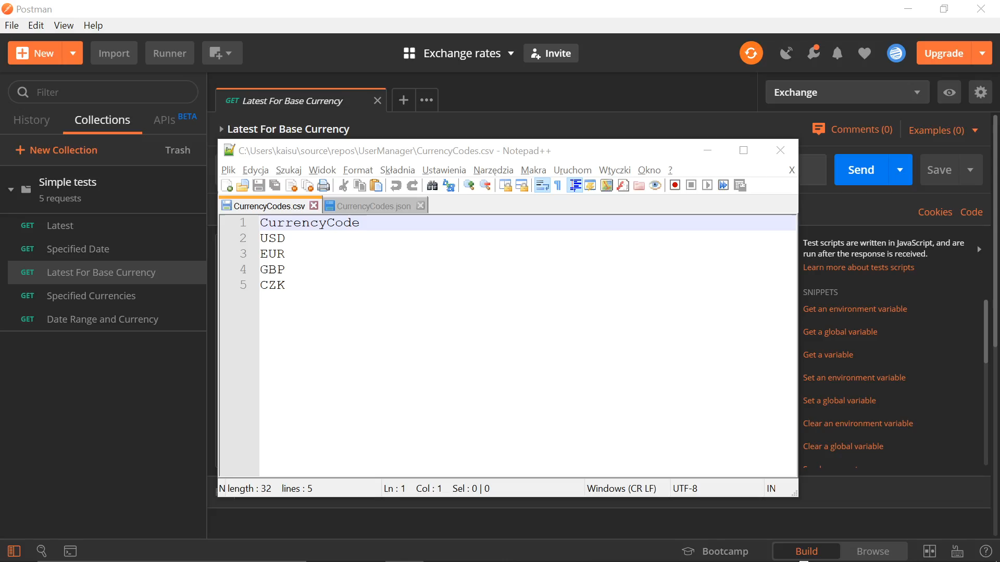 Postman
File Edit View Help
New Import Runner Exchange rates Invite Upgrade
Filter
History Collections APIs BETA
GET Latest For Base Currency
Exchange
Latest For Base Currency
Comments (0) Examples (0)
New Collection Trash
C:\Users\kaisu\source\repos\UserManager\CurrencyCodes.csv - Notepad++
Plik Edycja Szukaj Widok Format Składnia Ustawienia Narzędzia Makra Uruchom Wtyczki Okno ? X
Send Save
Simple tests
5 requests
CurrencyCodes.csv CurrencyCodes.json
Cookies Code
1 CurrencyCode
2 USD
3 EUR
4 GBP
5 CZK
GET Latest
GET Specified Date
GET Latest For Base Currency
GET Specified Currencies
GET Date Range and Currency
Test scripts are written in JavaScript, and are
run after the response is received.
Learn more about tests scripts
SNIPPETS
Get an environment variable
Get a global variable
Get a variable
Set an environment variable
Set a global variable
Clear an environment variable
Clear a global variable
N length : 32 lines : 5 Ln : 1 Col : 1 Sel : 0 | 0 Windows (CR LF) UTF-8 IN
Bootcamp Build Browse